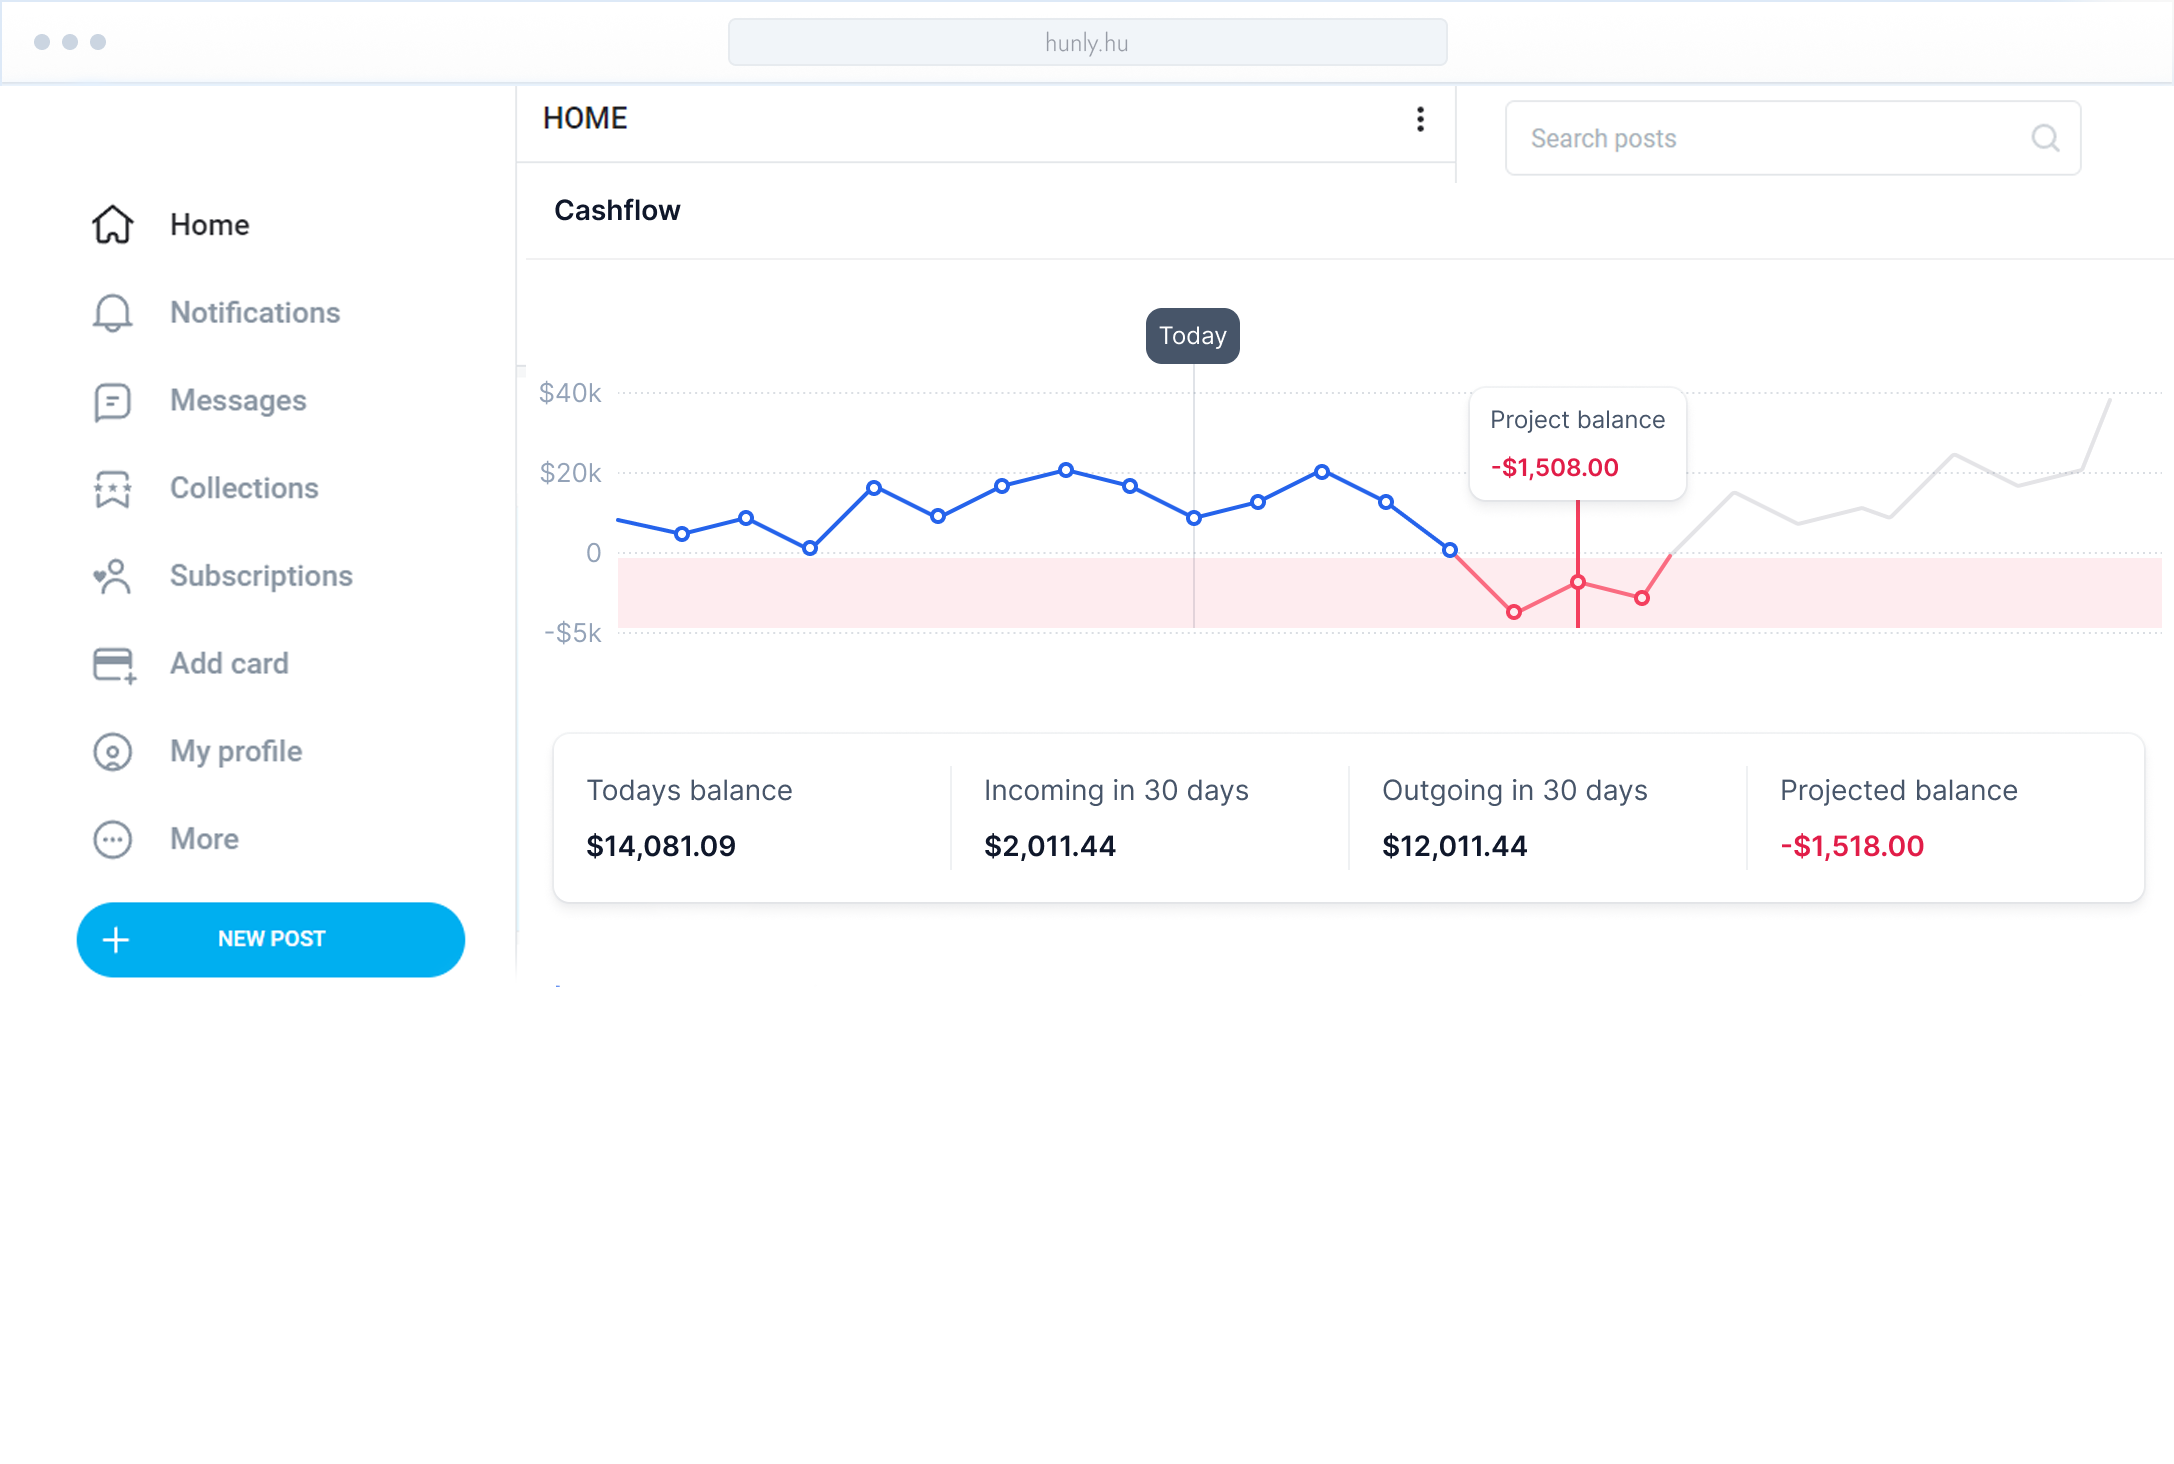 hunly.hu
HOME
Search posts
Home
Notifications
Messages
Collections
Subscriptions
Add card
My profile
More
NEW POST
Cashflow
Today
$40k
$20k
0
-$5k
Project balance
-$1,508.00
Todays balance
$14,081.09
Incoming in 30 days
$2,011.44
Outgoing in 30 days
$12,011.44
Projected balance
-$1,518.00